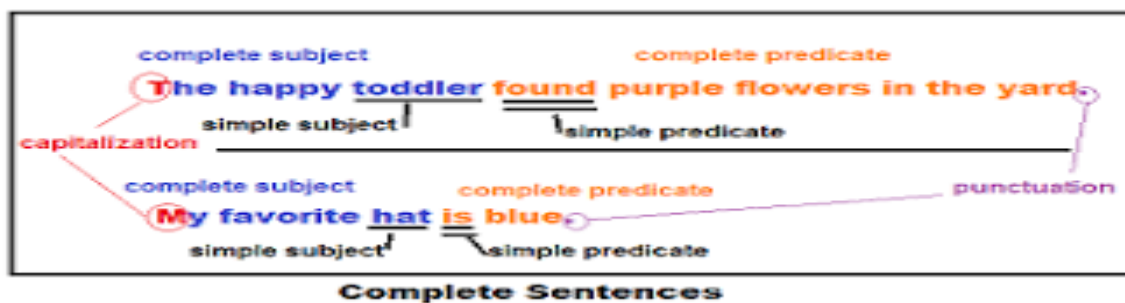 complete subject complete predicate
The happy toddler found purple flowers in the yard.
simple subject simple predicate
capitalization
complete subject complete predicate punctuation
My favorite hat is blue.
simple subject simple predicate
Complete Sentences